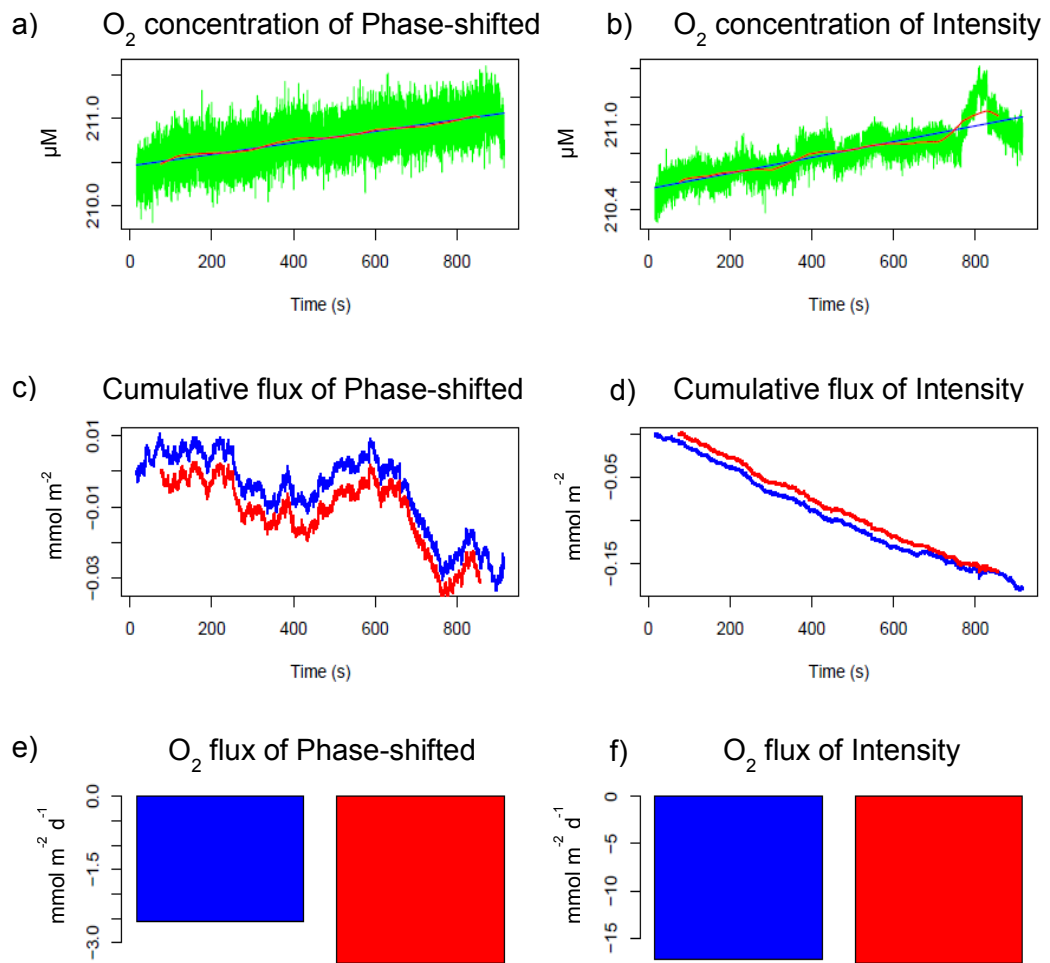 a) O₂ concentration of Phase-shifted
b) O₂ concentration of Intensity
µM
211.0
210.0
0 200 400 600 800
Time (s)
µM
211.0
210.4
0 200 400 600 800
Time (s)
c) Cumulative flux of Phase-shifted
d) Cumulative flux of Intensity
mmol m⁻²
0.01
−0.01
−0.03
0 200 400 600 800
Time (s)
mmol m⁻²
−0.05
−0.15
0 200 400 600 800
Time (s)
e) O₂ flux of Phase-shifted
f) O₂ flux of Intensity
mmol m⁻² d⁻¹
0.0
−1.5
−3.0
mmol m⁻² d⁻¹
0
−5
−10
−15